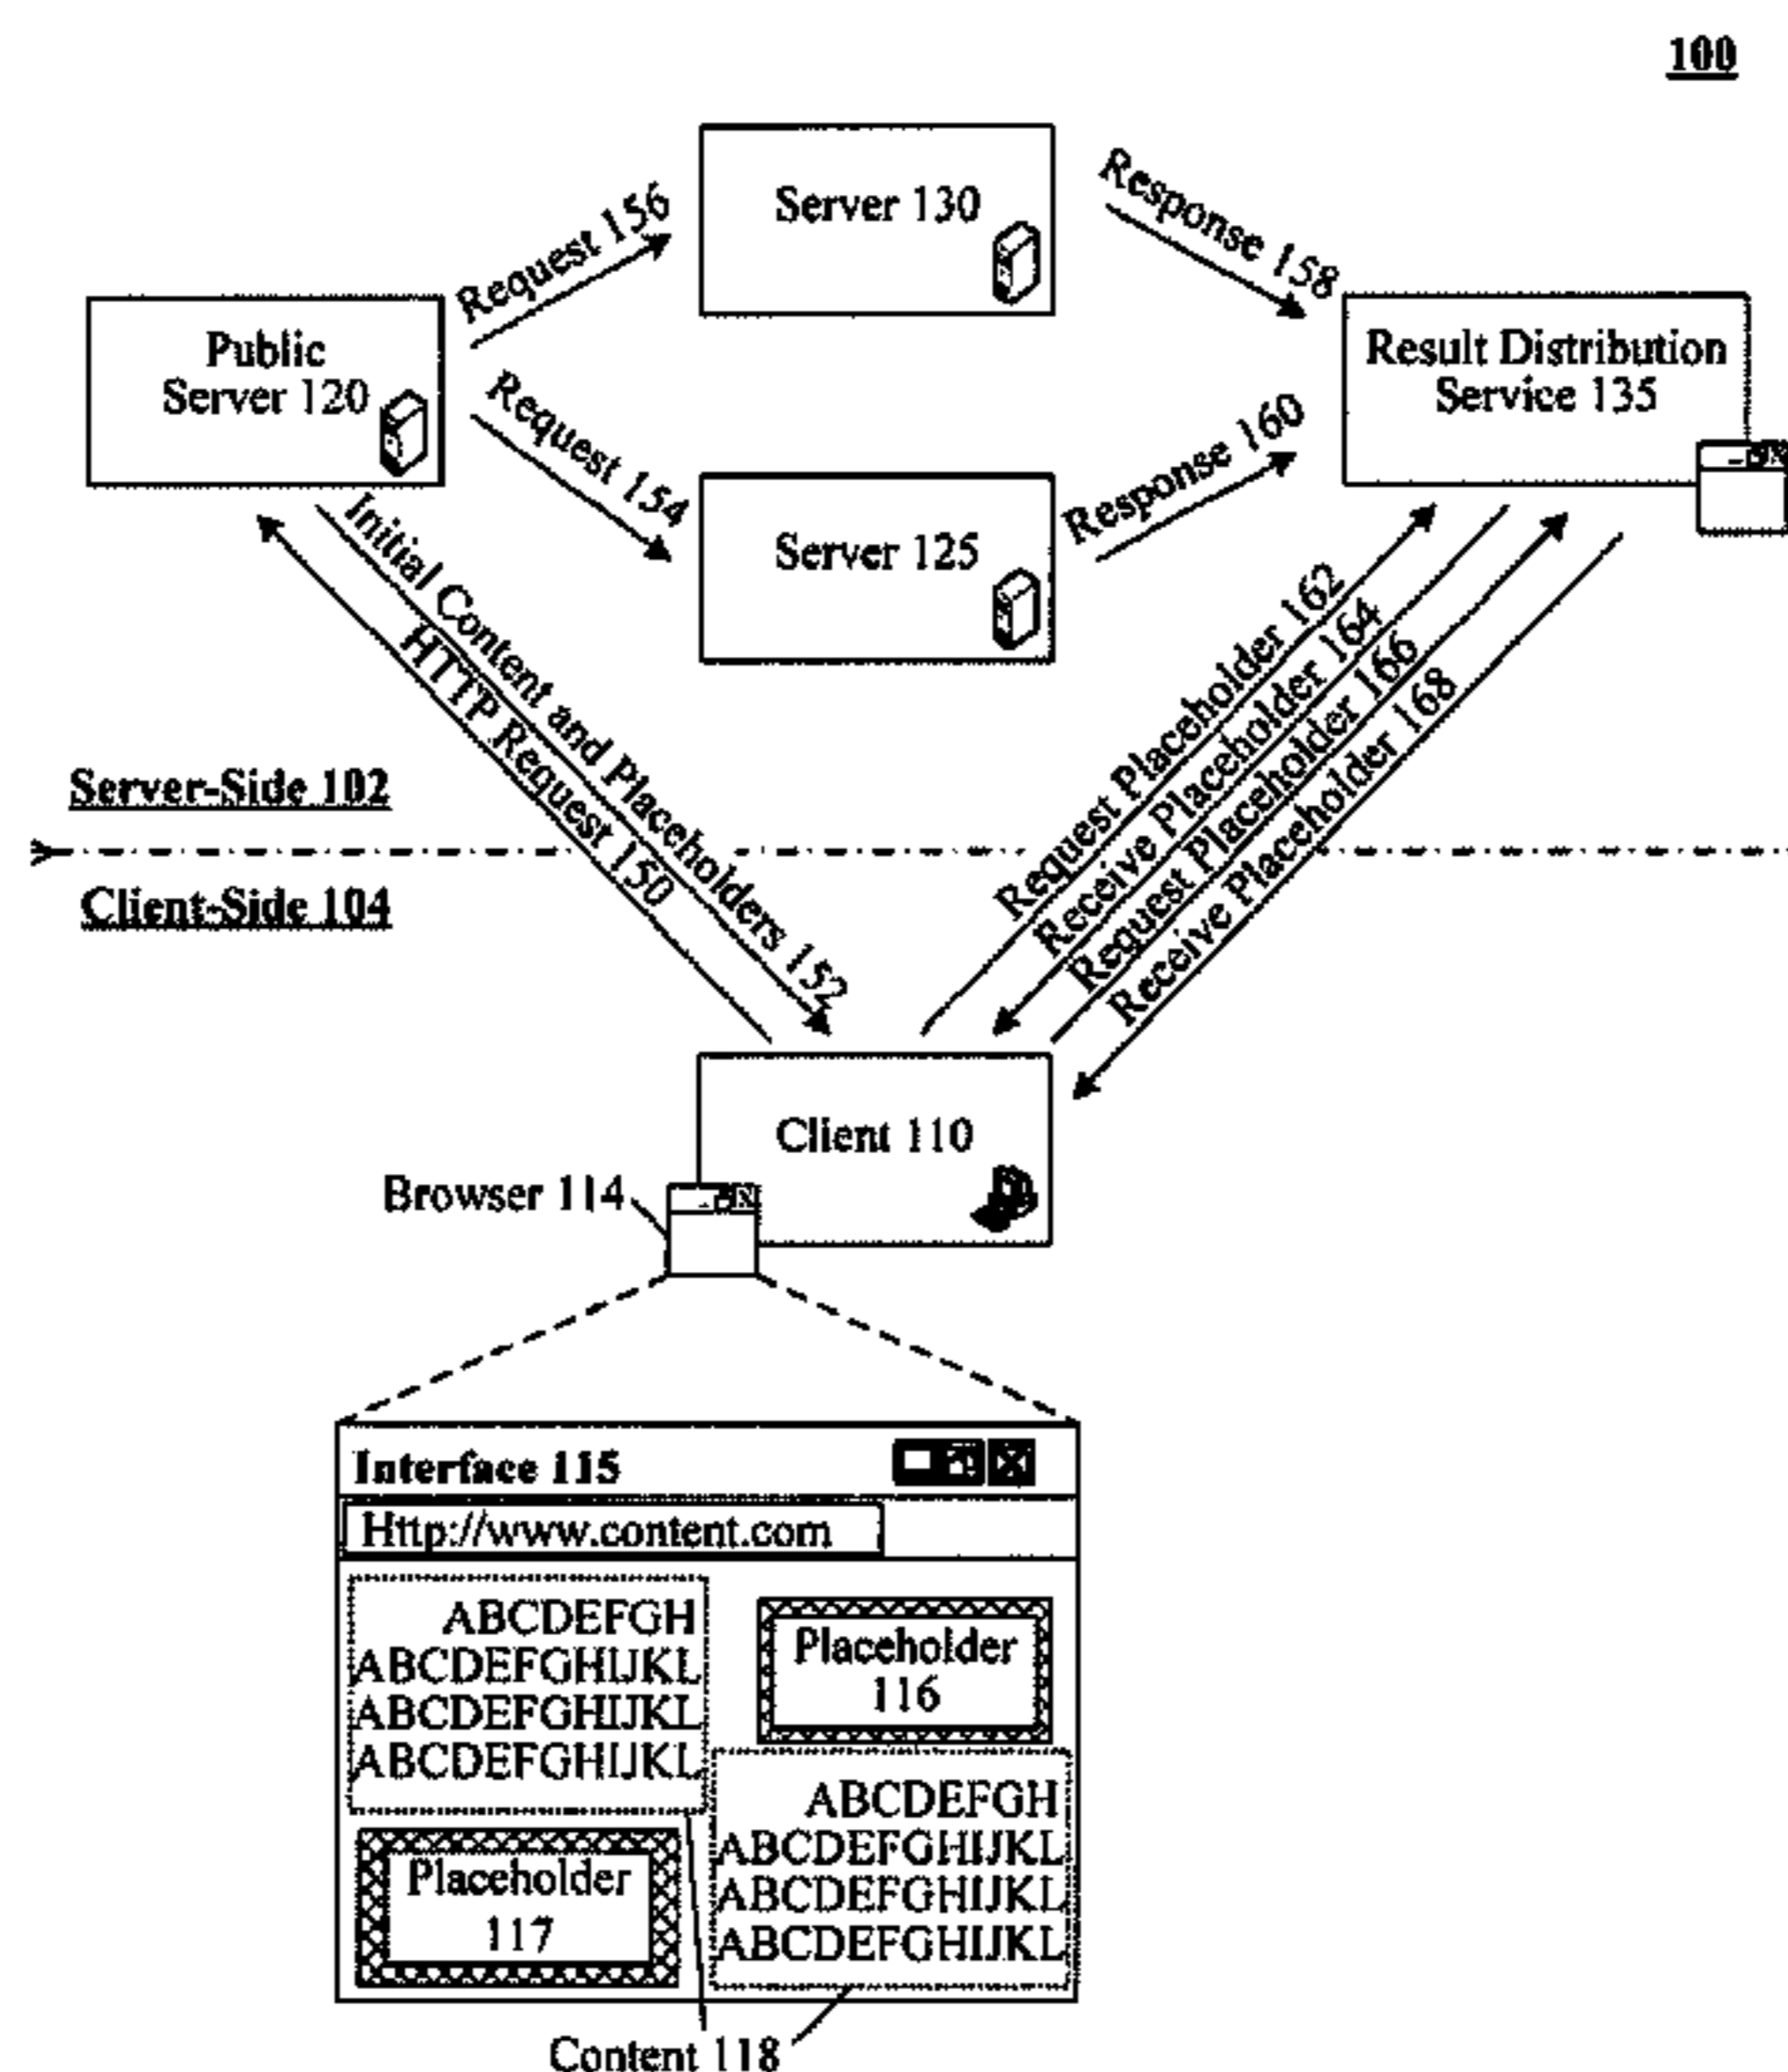 100
Server 130
Request 156
Response 158
Public
Server 120
Result Distribution
Service 135
Request 154
Response 160
Server 125
Initial Content and Placeholders 152
HTTP Request 150
Request Placeholder 162
Receive Placeholder 164
Request Placeholder 166
Receive Placeholder 168
Server-Side 102
Client-Side 104
Client 110
Browser 114
Interface 115
Http://www.content.com
ABCDEFGH
ABCDEFGHIJKL
ABCDEFGHIJKL
ABCDEFGHIJKL
Placeholder
116
ABCDEFGH
ABCDEFGHIJKL
ABCDEFGHIJKL
ABCDEFGHIJKL
Placeholder
117
Content 118